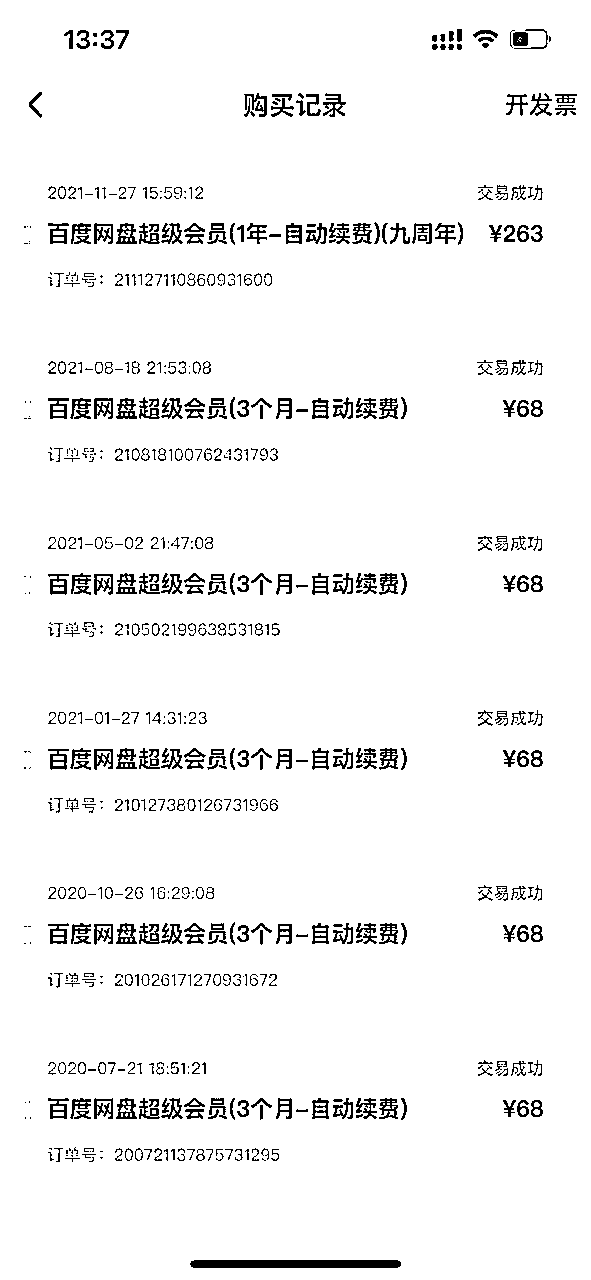 13:37
购买记录
开发票
2021-11-27 15:59:12
交易成功
百度网盘超级会员(1年-自动续费)(九周年)
¥263
订单号：211127110860931600
2021-08-18 21:53:08
交易成功
百度网盘超级会员(3个月-自动续费)
¥68
订单号：210818100762431793
2021-05-02 21:47:08
交易成功
百度网盘超级会员(3个月-自动续费)
¥68
订单号：210502199638531815
2021-01-27 14:31:23
交易成功
百度网盘超级会员(3个月-自动续费)
¥68
订单号：210127380126731966
2020-10-26 16:29:08
交易成功
百度网盘超级会员(3个月-自动续费)
¥68
订单号：201026171270931672
2020-07-21 18:51:21
交易成功
百度网盘超级会员(3个月-自动续费)
¥68
订单号：200721137875731295